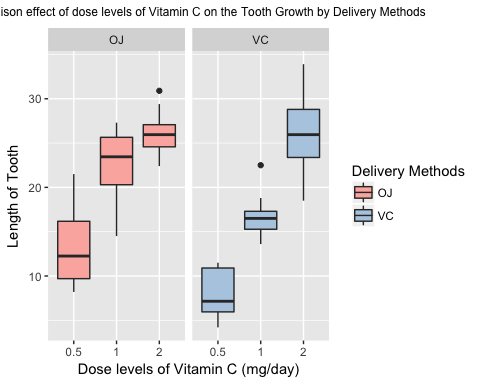 ison effect of dose levels of Vitamin C on the Tooth Growth by Delivery Methods
OJ VC
30
20
10
Length of Tooth
0.5 1 2 0.5 1 2
Dose levels of Vitamin C (mg/day)
Delivery Methods
OJ
VC